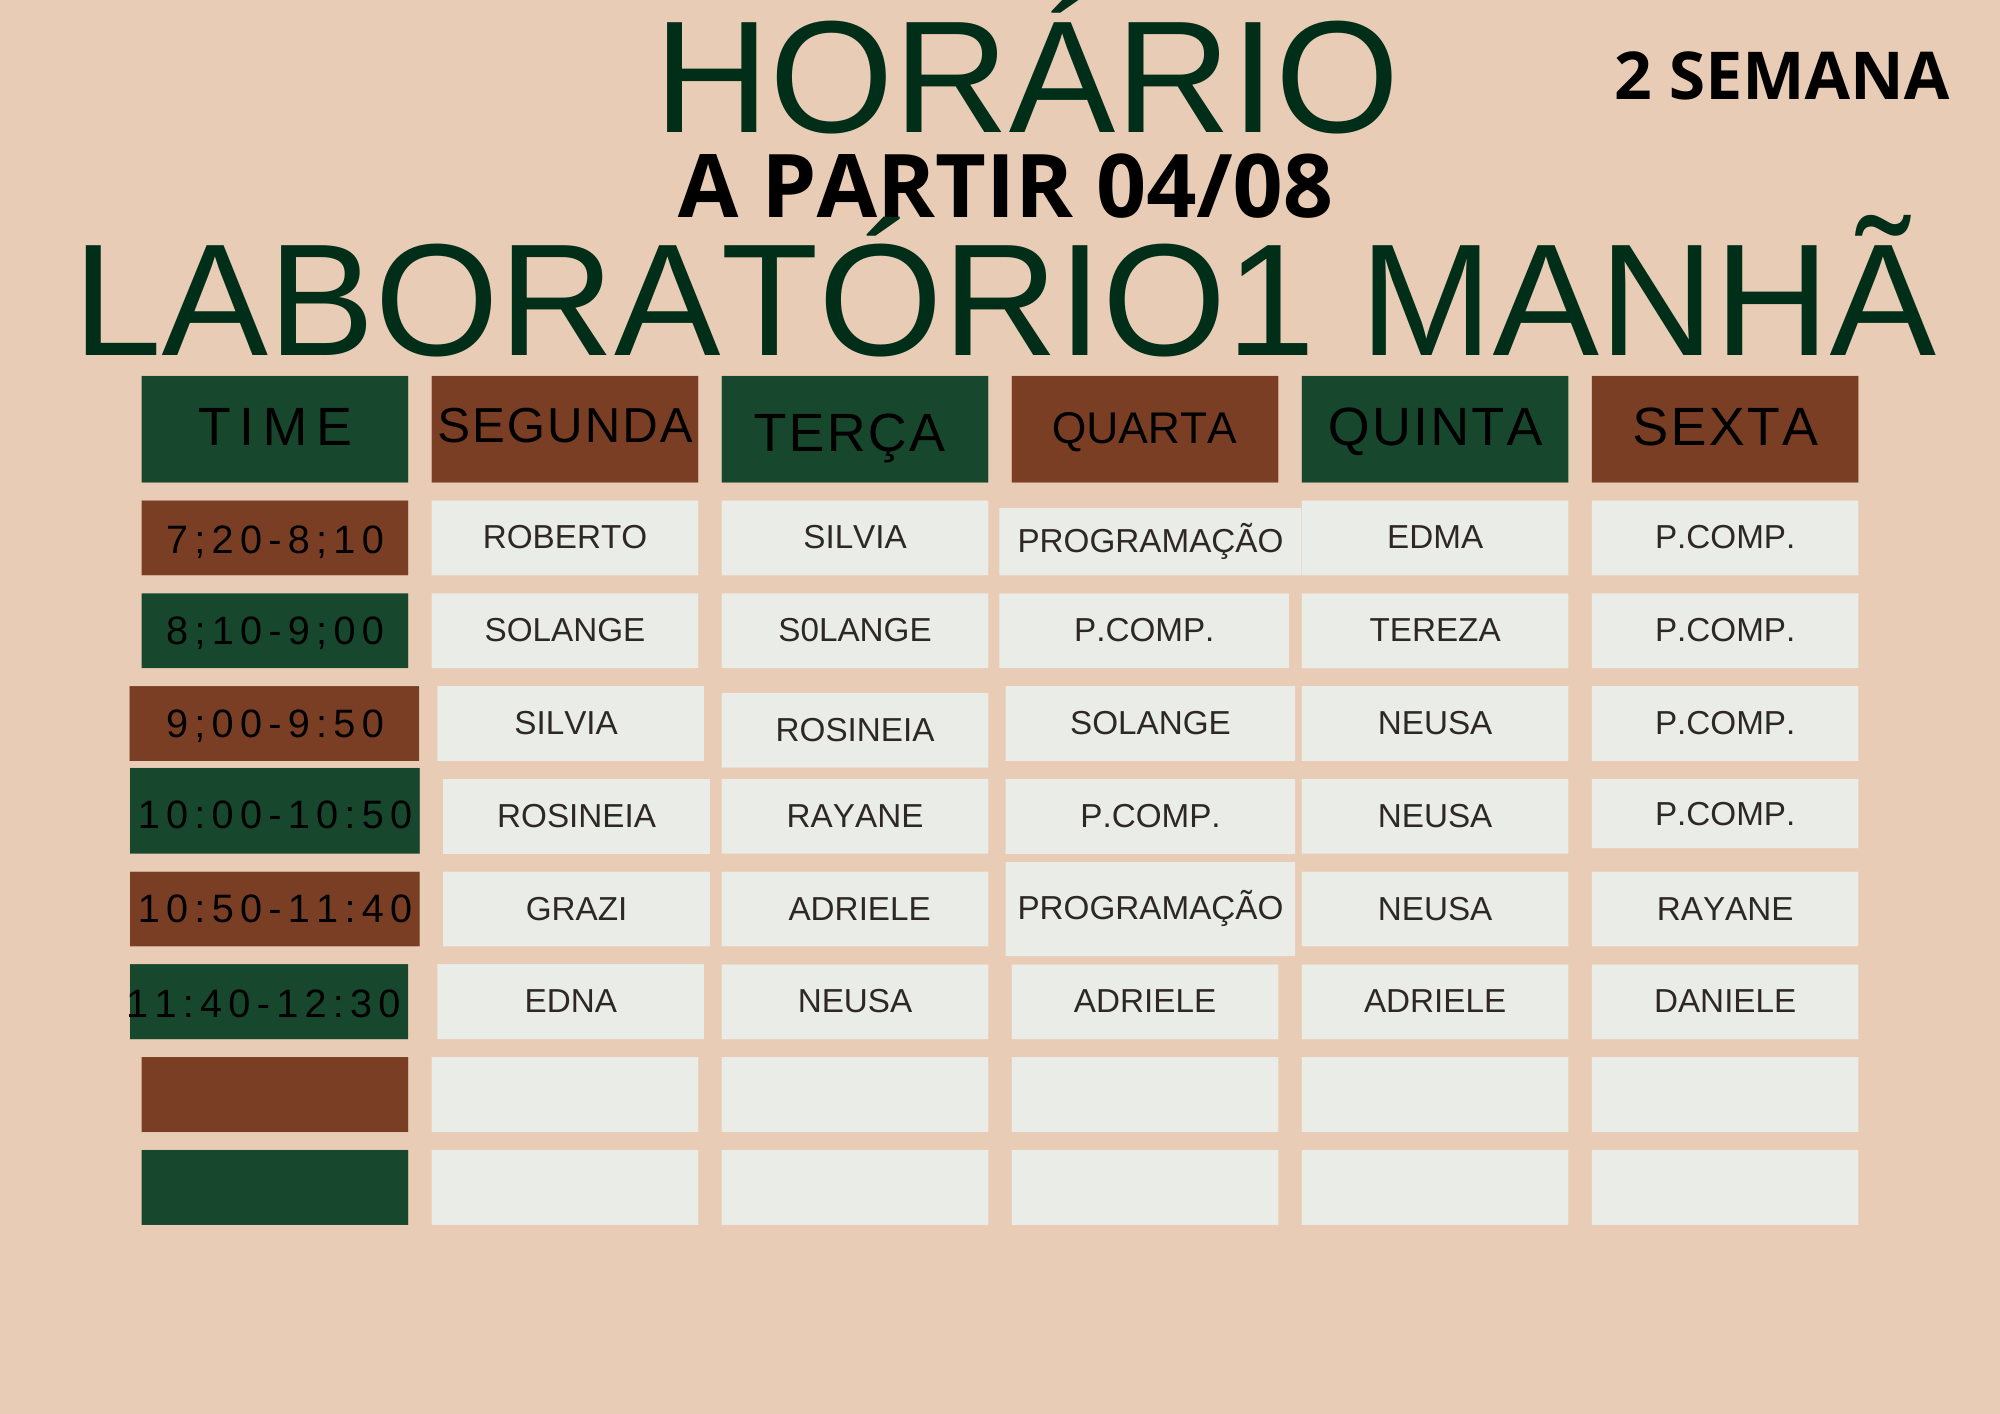 HORÁRIO
2 SEMANA
A PARTIR 04/08
LABORATÓRIO1 MANHÃ
TIME SEGUNDA TERÇA QUARTA QUINTA SEXTA
7;20-8;10 ROBERTO SILVIA PROGRAMAÇÃO EDMA P.COMP.
8;10-9;00 SOLANGE S0LANGE P.COMP. TEREZA P.COMP.
9;00-9:50 SILVIA ROSINEIA SOLANGE NEUSA P.COMP.
10:00-10:50 ROSINEIA RAYANE P.COMP. NEUSA P.COMP.
10:50-11:40 GRAZI ADRIELE PROGRAMAÇÃO NEUSA RAYANE
11:40-12:30 EDNA NEUSA ADRIELE ADRIELE DANIELE